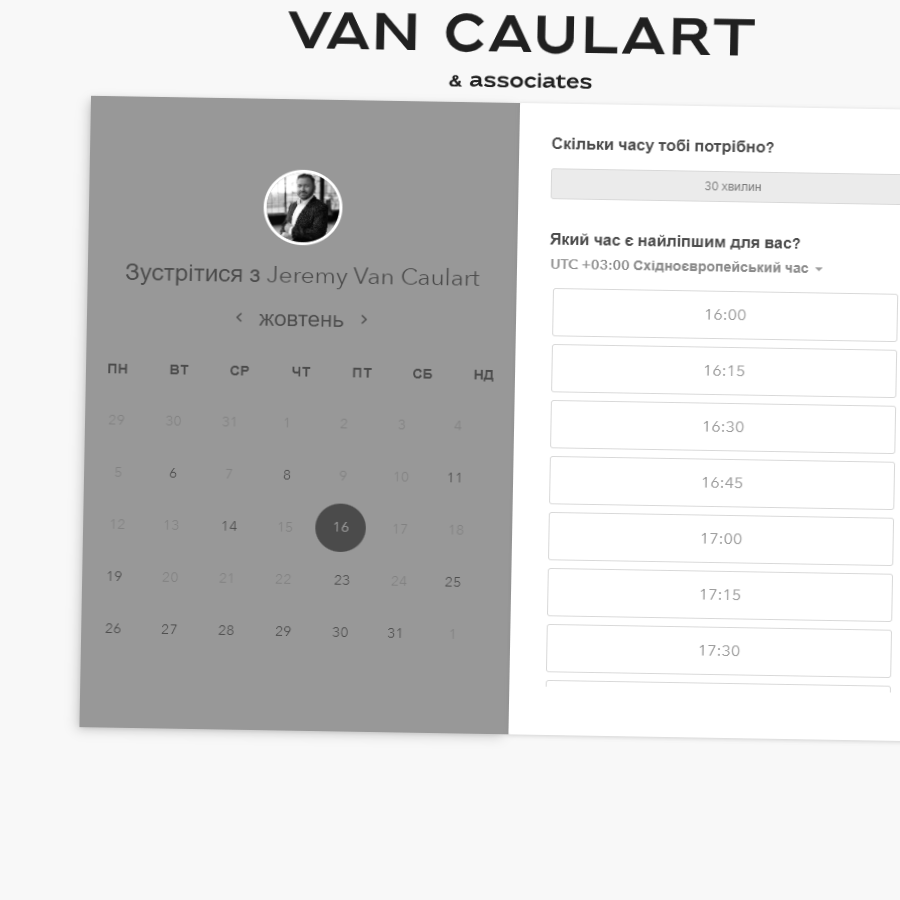 VAN CAULART
& associates
Зустрітися з Jeremy Van Caulart
жовтень
ПН ВТ СР ЧТ ПТ СБ НД
29 30 31 1 2 3 4
5 6 7 8 9 10 11
12 13 14 15 16 17 18
19 20 21 22 23 24 25
26 27 28 29 30 31 1
Скільки часу тобі потрібно?
30 хвилин
Який час є найліпшим для вас?
UTC +03:00 Східноєвропейський час
16:00
16:15
16:30
16:45
17:00
17:15
17:30